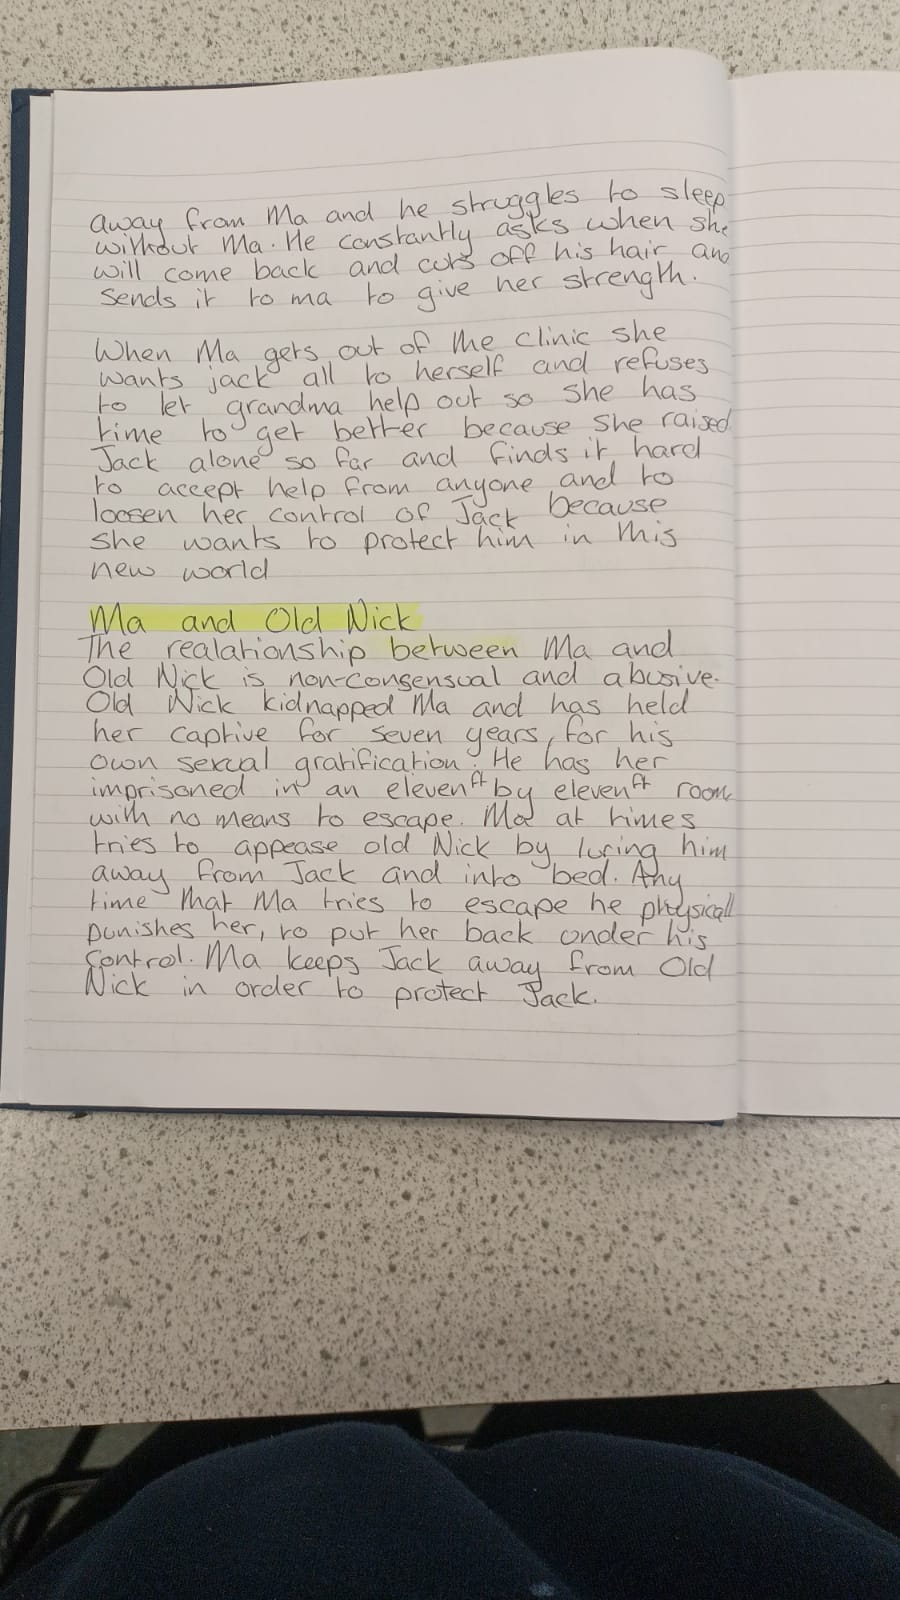 away from Ma and he struggles to sleep
without Ma. He constantly asks when she
will come back and cuts off his hair and
sends it to ma to give her strength.
When Ma gets out of the clinic she
wants jack all to herself and refuses
to let grandma help out so she has
time to get better because she raised
Jack alone so far and finds it hard
to accept help from anyone and to
loosen her control of Jack because
she wants to protect him in this
new world
Ma and Old Nick
The realationship between Ma and
Old Nick is non-consensual and abusive.
Old Nick kidnapped Ma and has held
her captive for seven years, for his
own sexual gratification. He has her
imprisoned in an eleven ft by eleven ft room
with no means to escape. Ma at times
tries to appease old Nick by luring him
away from Jack and into bed. Any
time that Ma tries to escape he physicall
punishes her, to put her back under his
control. Ma keeps Jack away from Old
Nick in order to protect Jack.